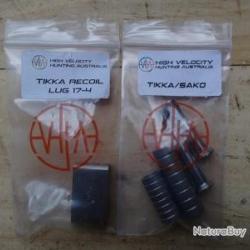 HIGH VELOCITY
HUNTING AUSTRALIA
TIKKA RECOIL
LUG 17-4
HIGH VELOCITY
HUNTING AUSTRALIA
TIKKA/SAKO
NaturaBuy